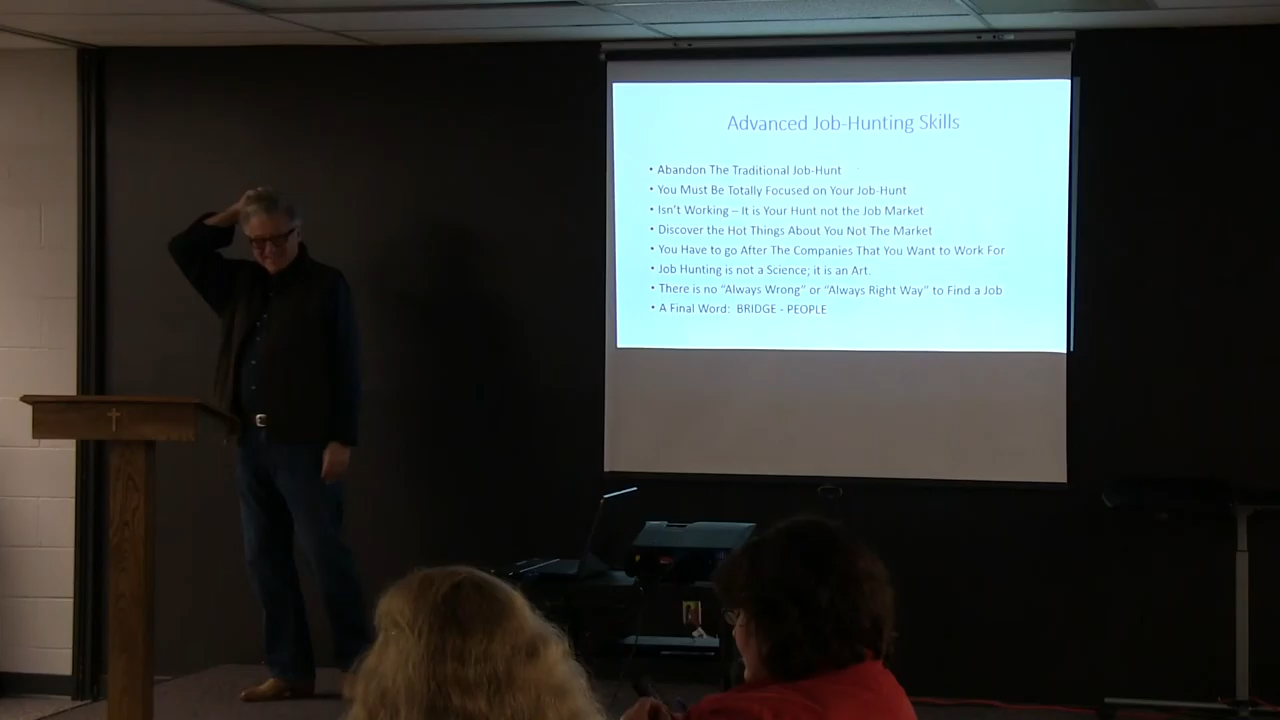 Advanced Job-Hunting Skills
• Abandon The Traditional Job-Hunt
• You Must Be Totally Focused on Your Job-Hunt
• Isn't Working – It is Your Hunt not the Job Market
• Discover the Hot Things About You Not The Market
• You Have to go After The Companies That You Want to Work For
• Job Hunting is not a Science; it is an Art.
• There is no “Always Wrong” or “Always Right Way” to Find a Job
• A Final Word:  BRIDGE - PEOPLE